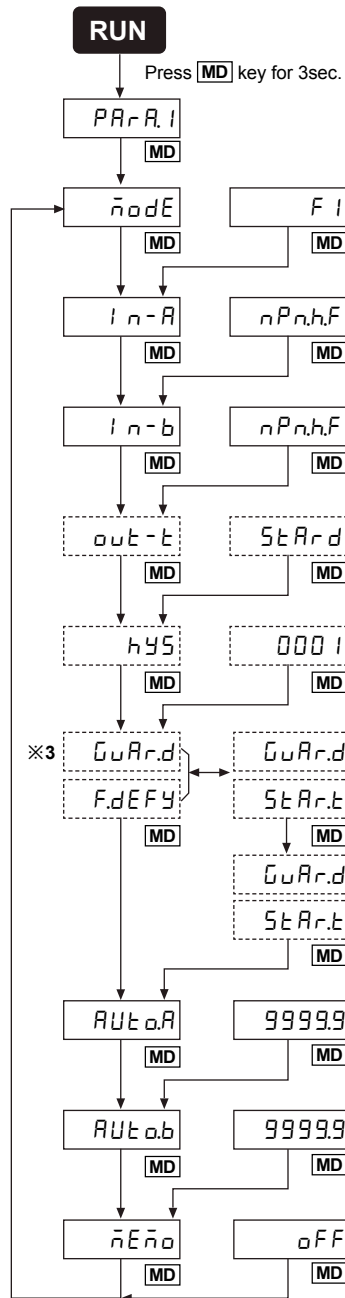 RUN
Press MD key for 3sec.
PArA.1
MD
modE F1
MD MD
In-A nPn.h.F
MD MD
In-b nPn.h.F
MD MD
out-t StArd
MD MD
hYS 0001
MD MD
※3 GuAr.d GuAr.d
F.dEFY StAr.t
MD MD
GuAr.d
StAr.t
MD
AUto.A 9999.9
MD MD
AUto.b 9999.9
MD MD
mEmo oFF
MD MD